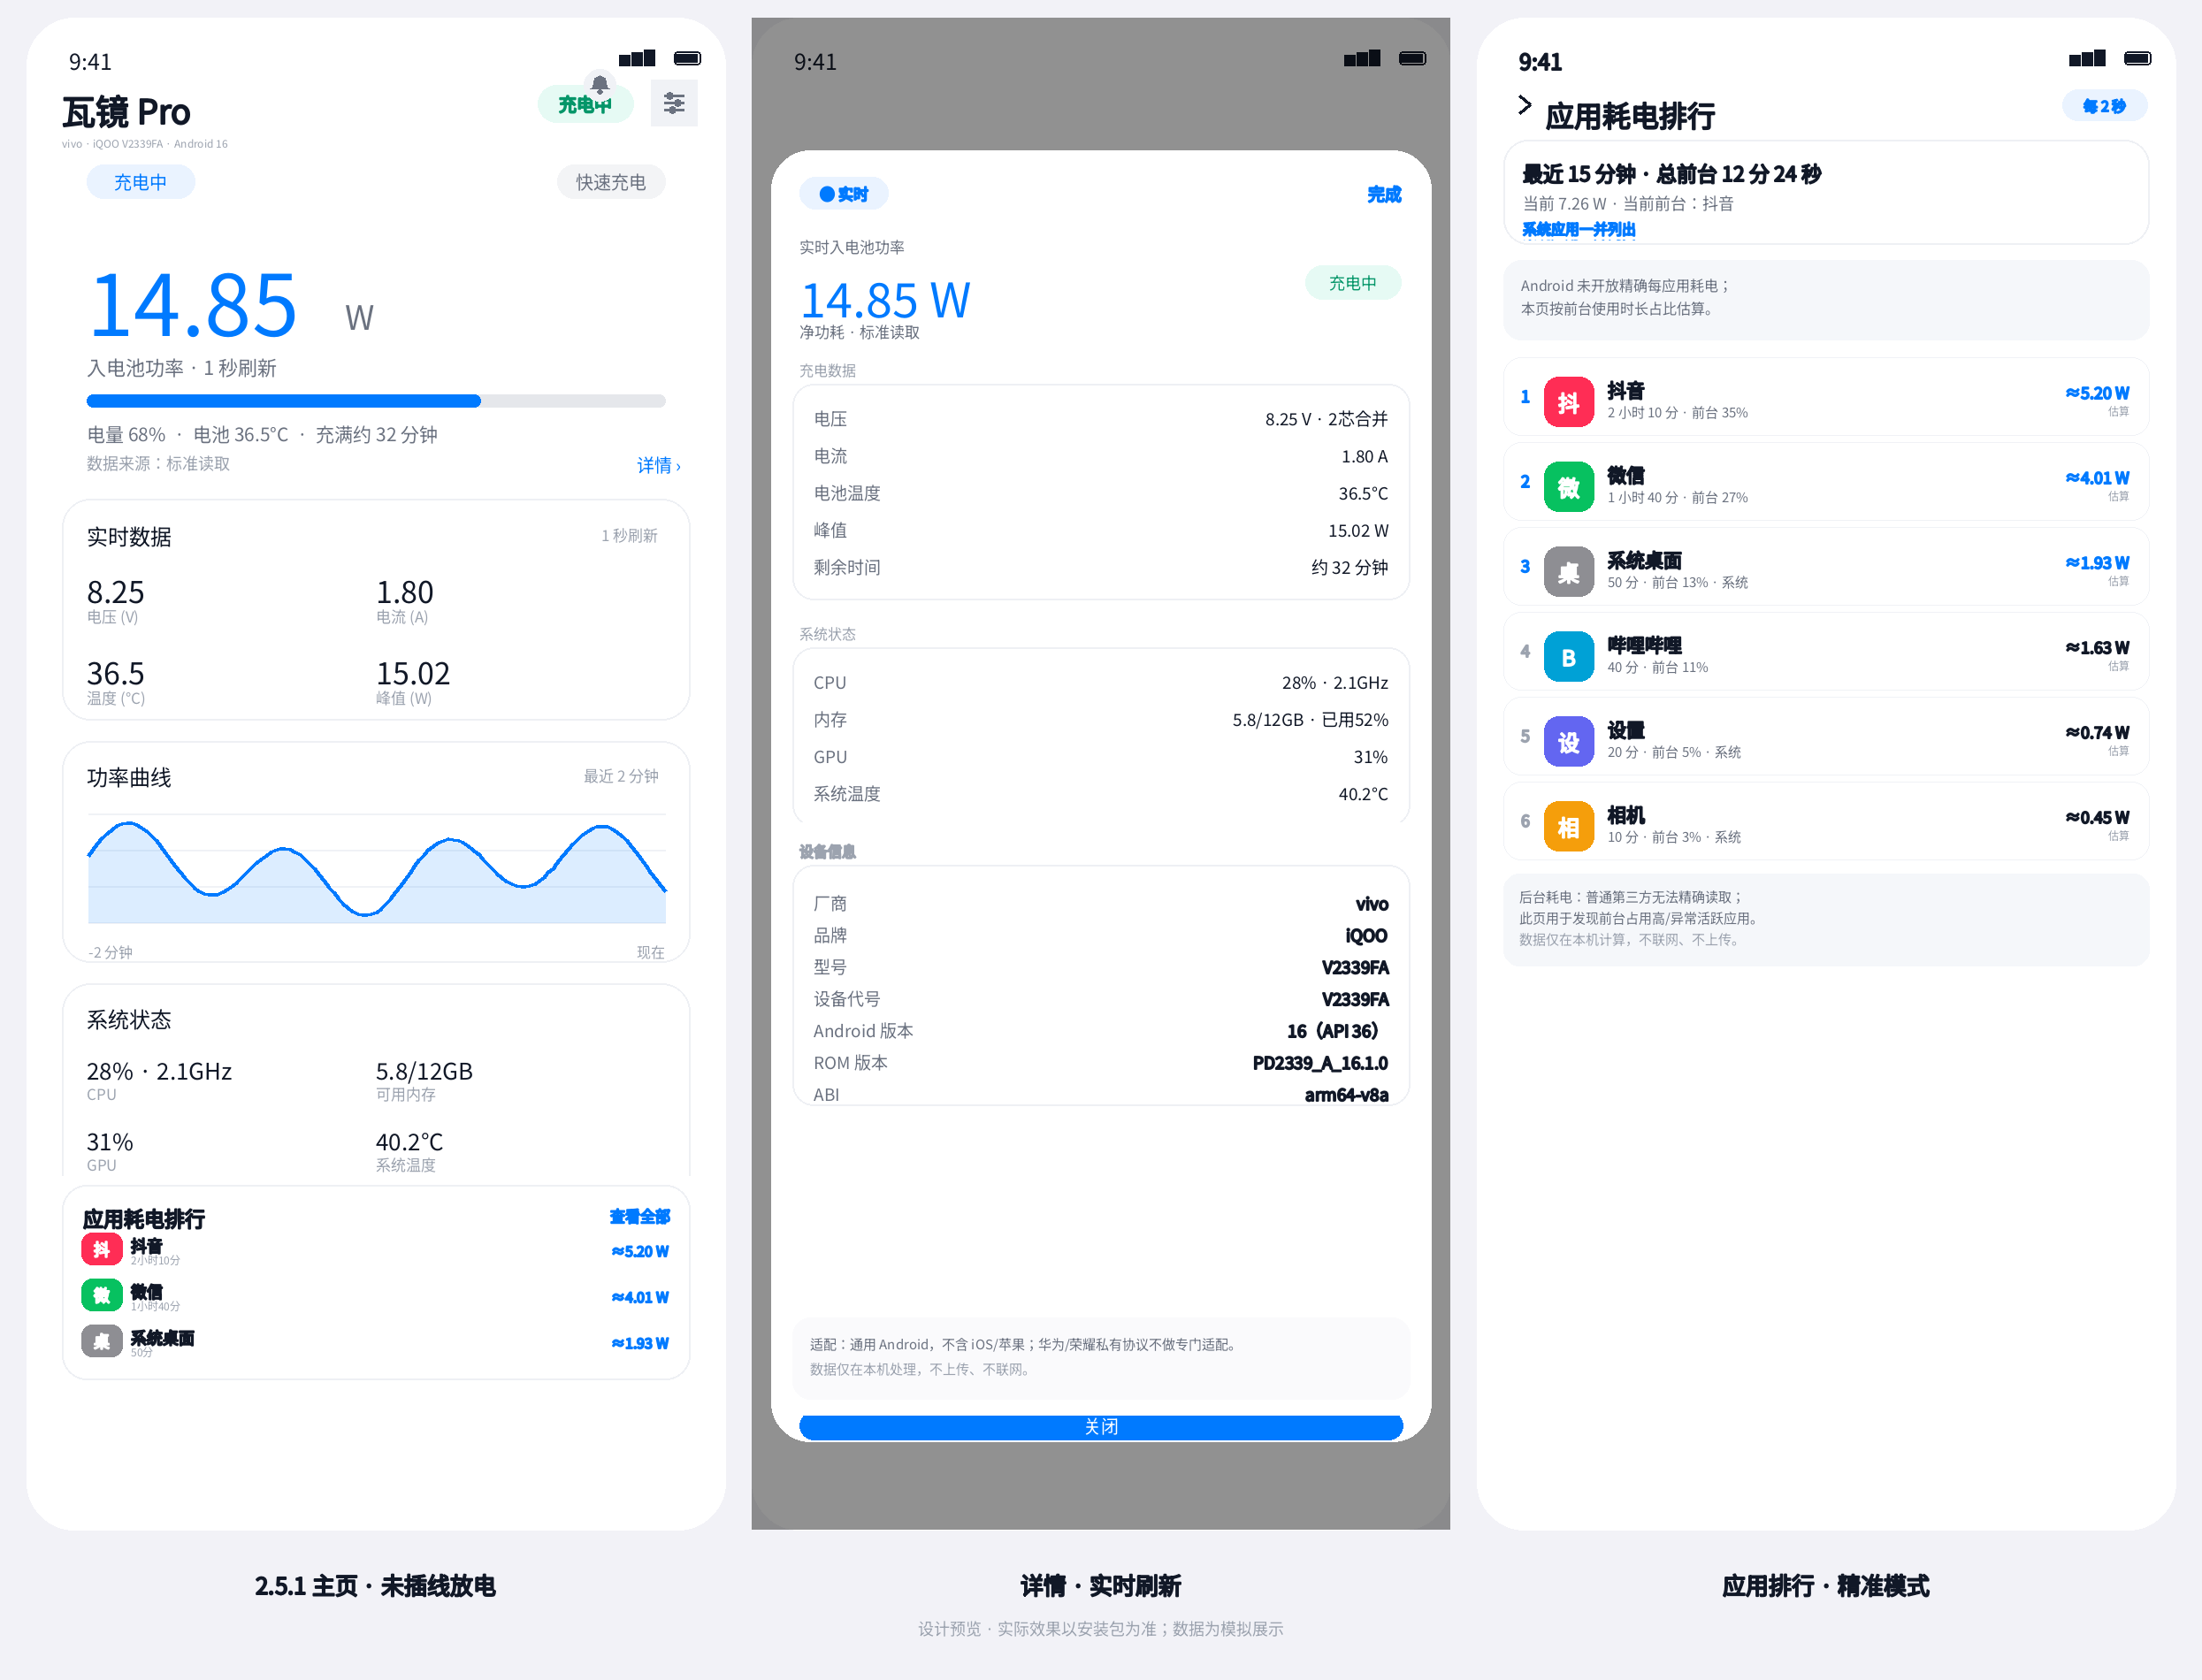 9:41
瓦镜 Pro
充电中
vivo · iQOO V2339FA · Android 16
充电中
快速充电
14.85 W
入电池功率 · 1 秒刷新
电量 68% · 电池 36.5°C · 充满约 32 分钟
数据来源：标准读取
详情 ›
实时数据
1 秒刷新
8.25
1.80
电压 (V)
电流 (A)
36.5
15.02
温度 (°C)
峰值 (W)
功率曲线
最近 2 分钟
-2 分钟
现在
系统状态
28% · 2.1GHz
5.8/12GB
CPU
可用内存
31%
40.2°C
GPU
系统温度
应用耗电排行
查看全部
抖
抖音
2小时10分
≈5.20 W
微
微信
1小时40分
≈4.01 W
桌
系统桌面
50分
≈1.93 W
2.5.1 主页 · 未插线放电
9:41
实时
完成
实时入电池功率
14.85 W
充电中
净功耗 · 标准读取
充电数据
电压
8.25 V · 2芯合并
电流
1.80 A
电池温度
36.5°C
峰值
15.02 W
剩余时间
约 32 分钟
系统状态
CPU
28% · 2.1GHz
内存
5.8/12GB · 已用52%
GPU
31%
系统温度
40.2°C
设备信息
厂商
vivo
品牌
iQOO
型号
V2339FA
设备代号
V2339FA
Android 版本
16（API 36）
ROM 版本
PD2339_A_16.1.0
ABI
arm64-v8a
适配：通用 Android，不含 iOS/苹果；华为/荣耀私有协议不做专门适配。
数据仅在本机处理，不上传、不联网。
关闭
详情 · 实时刷新
设计预览 · 实际效果以安装包为准；数据为模拟展示
9:41
应用耗电排行
每 2 秒
最近 15 分钟 · 总前台 12 分 24 秒
当前 7.26 W · 当前前台：抖音
系统应用一并列出
Android 未开放精确每应用耗电；
本页按前台使用时长占比估算。
1
抖
抖音
2 小时 10 分 · 前台 35%
≈5.20 W
估算
2
微
微信
1 小时 40 分 · 前台 27%
≈4.01 W
估算
3
桌
系统桌面
50 分 · 前台 13% · 系统
≈1.93 W
估算
4
B
哔哩哔哩
40 分 · 前台 11%
≈1.63 W
估算
5
设
设置
20 分 · 前台 5% · 系统
≈0.74 W
估算
6
相
相机
10 分 · 前台 3% · 系统
≈0.45 W
估算
后台耗电：普通第三方无法精确读取；
此页用于发现前台占用高/异常活跃应用。
数据仅在本机计算，不联网、不上传。
应用排行 · 精准模式